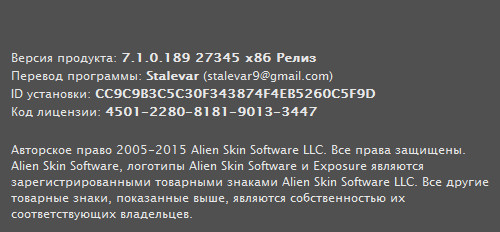 Версия продукта: 7.1.0.189 27345 x86 Релиз
Перевод программы: Stalevar (stalevar9@gmail.com)
ID установки: CC9C9B3C5C30F343874F4EB5260C5F9D
Код лицензии: 4501-2280-8181-9013-3447
Авторское право 2005-2015 Alien Skin Software LLC. Все права защищены.
Alien Skin Software, логотипы Alien Skin Software и Exposure являются
зарегистрированными товарными знаками Alien Skin Software LLC. Все другие
товарные знаки, показанные выше, являются собственностью их
соответствующих владельцев.